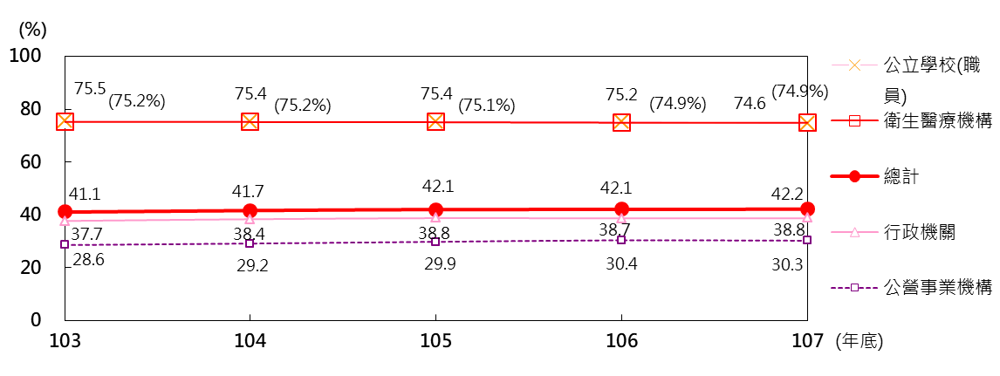 (%)
100
80
60
40
20
0
75.5 (75.2%) 75.4 (75.2%) 75.4 (75.1%) 75.2 (74.9%) 74.6 (74.9%)
41.1 41.7 42.1 42.1 42.2
37.7 38.4 38.8 38.7 38.8
28.6 29.2 29.9 30.4 30.3
103 104 105 106 107 (年底)
公立學校(職
員)
衛生醫療機構
總計
行政機關
公營事業機構